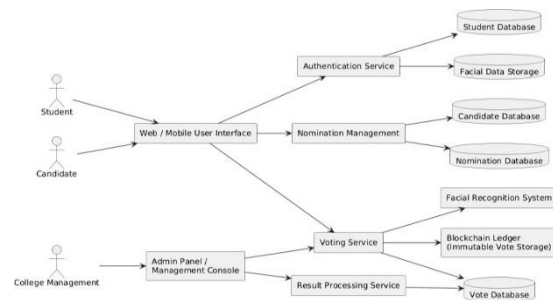 Student Database
Authentication Service
Facial Data Storage
Student
Candidate Database
Web / Mobile User Interface
Nomination Management
Candidate
Nomination Database
Facial Recognition System
Voting Service
Blockchain Ledger
(Immutable Vote Storage)
Admin Panel /
Management Console
College Management
Result Processing Service
Vote Database